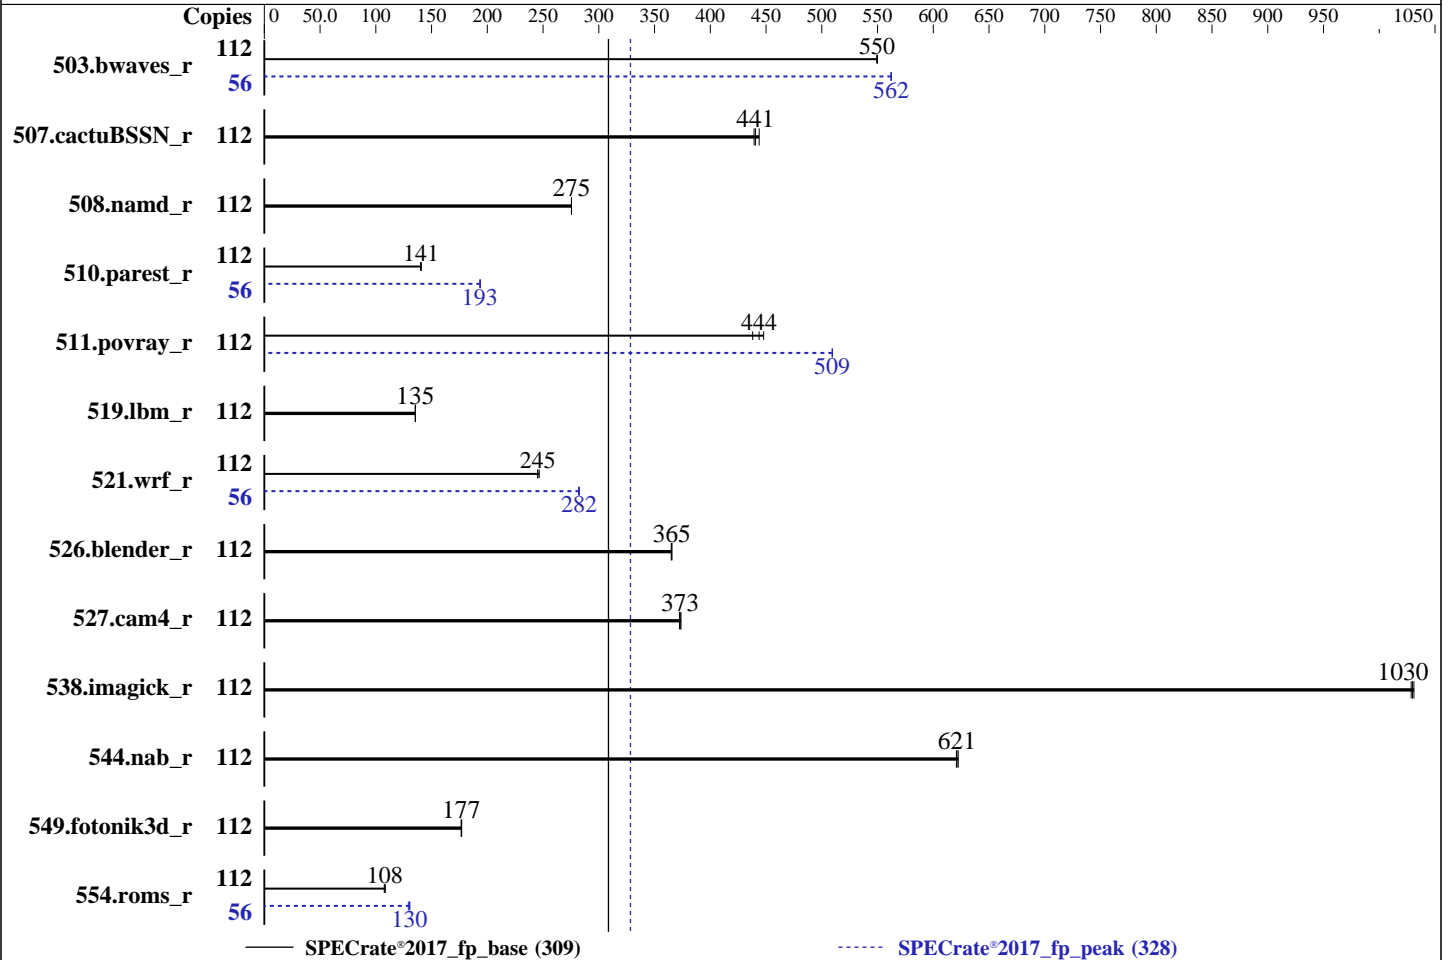 Copies 0 50.0 100 150 200 250 300 350 400 450 500 550 600 650 700 750 800 850 900 950 1050
503.bwaves_r 112 550
56 562
507.cactuBSSN_r 112 441
508.namd_r 112 275
510.parest_r 112 141
56 193
511.povray_r 112 444
509
519.lbm_r 112 135
521.wrf_r 112 245
56 282
526.blender_r 112 365
527.cam4_r 112 373
538.imagick_r 112 1030
544.nab_r 112 621
549.fotonik3d_r 112 177
554.roms_r 112 108
56 130
SPECrate®2017_fp_base (309) SPECrate®2017_fp_peak (328)